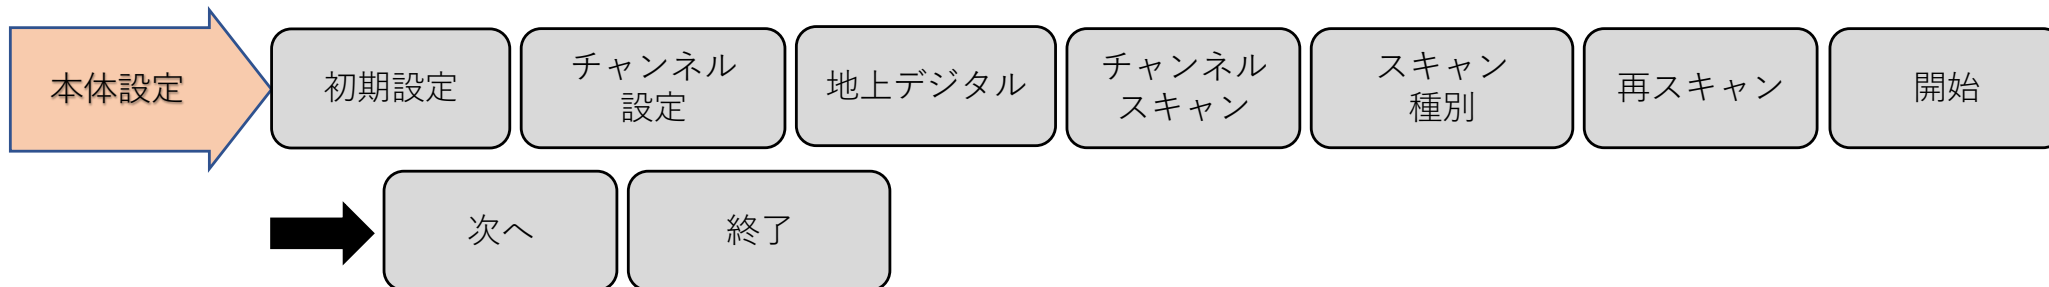 本体設定
初期設定
チャンネル
設定
地上デジタル
チャンネル
スキャン
スキャン
種別
再スキャン
開始
次へ
終了